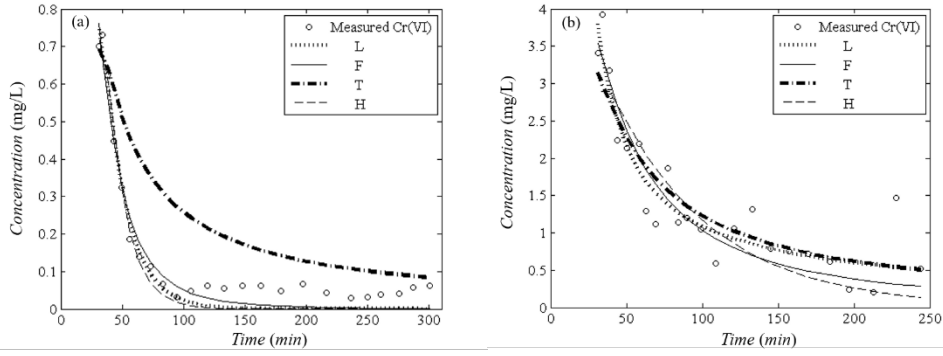 (a)
Measured Cr(VI)
L
F
T
H
0.8
0.7
0.6
0.5
0.4
0.3
0.2
0.1
0
0 50 100 150 200 250 300
Concentration (mg/L)
Time (min)
(b)
Measured Cr(VI)
L
F
T
H
4
3.5
3
2.5
2
1.5
1
0.5
0
0 50 100 150 200 250
Concentration (mg/L)
Time (min)